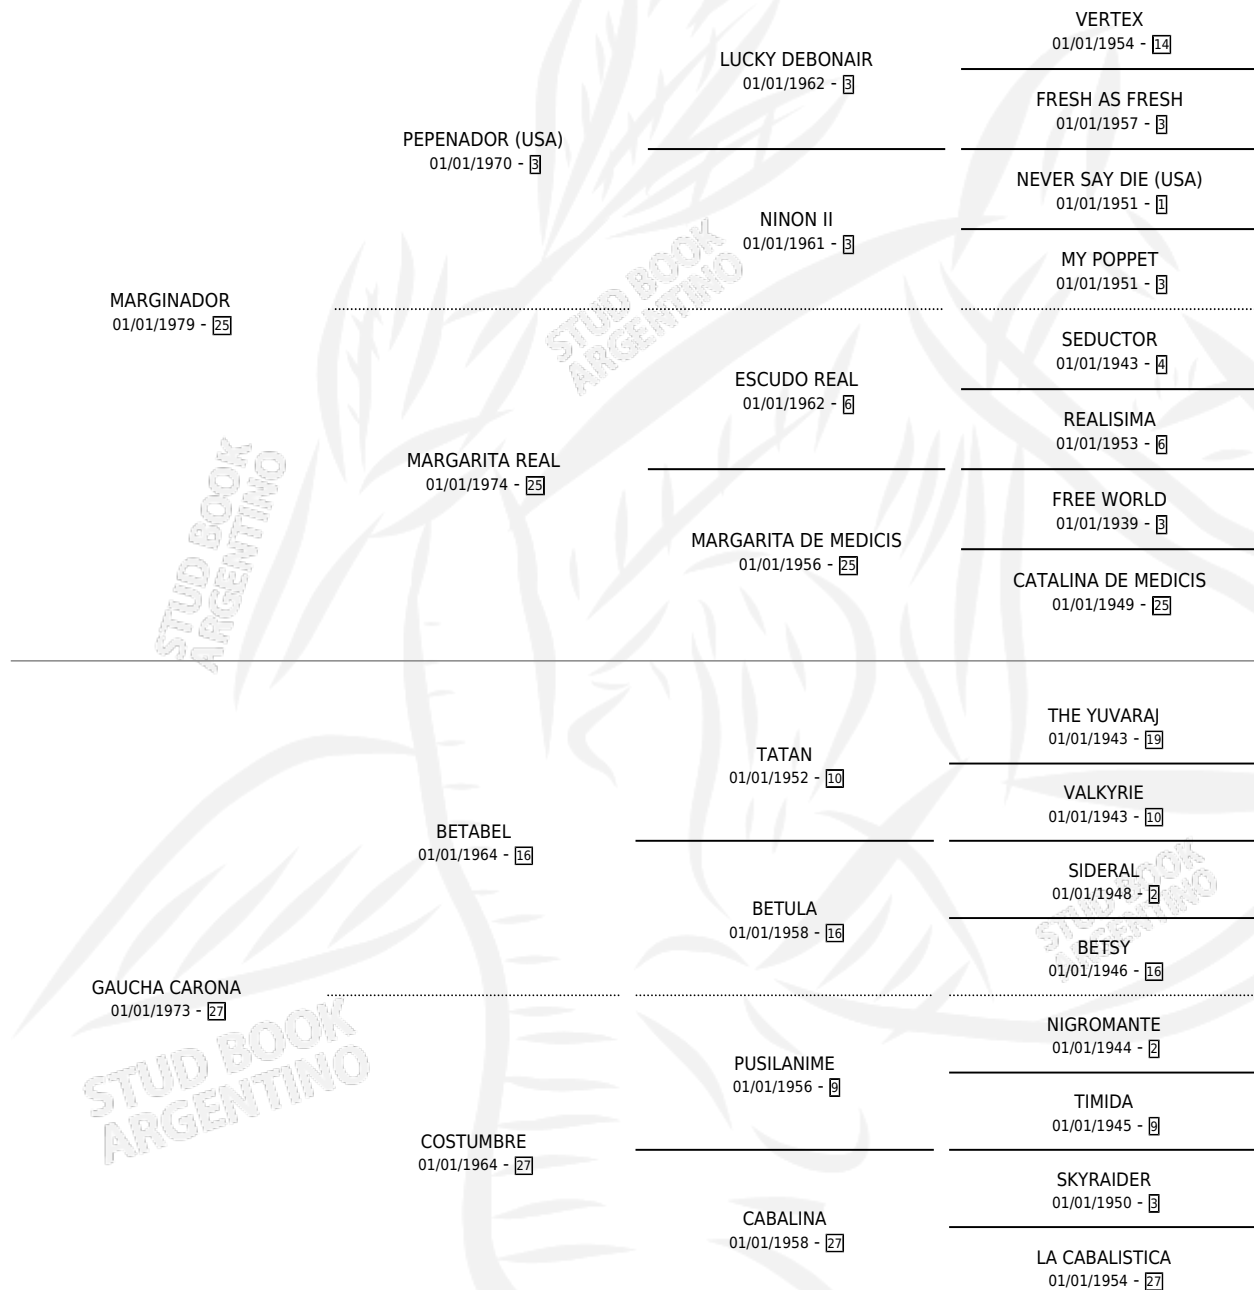 VERTEX
01/01/1954 - 14
LUCKY DEBONAIR
01/01/1962 - 3
FRESH AS FRESH
01/01/1957 - 3
PEPENADOR (USA)
01/01/1970 - 3
NEVER SAY DIE (USA)
01/01/1951 - 1
NINON II
01/01/1961 - 3
MY POPPET
01/01/1951 - 3
MARGINADOR
01/01/1979 - 25
SEDUCTOR
01/01/1943 - 4
ESCUDO REAL
01/01/1962 - 6
REALISIMA
01/01/1953 - 6
MARGARITA REAL
01/01/1974 - 25
FREE WORLD
01/01/1939 - 3
MARGARITA DE MEDICIS
01/01/1956 - 25
CATALINA DE MEDICIS
01/01/1949 - 25
THE YUVARAJ
01/01/1943 - 19
TATAN
01/01/1952 - 10
VALKYRIE
01/01/1943 - 10
BETABEL
01/01/1964 - 16
SIDERAL
01/01/1948 - 2
BETULA
01/01/1958 - 16
BETSY
01/01/1946 - 16
GAUCHA CARONA
01/01/1973 - 27
NIGROMANTE
01/01/1944 - 2
PUSILANIME
01/01/1956 - 9
TIMIDA
01/01/1945 - 9
COSTUMBRE
01/01/1964 - 27
SKYRAIDER
01/01/1950 - 3
CABALINA
01/01/1958 - 27
LA CABALISTICA
01/01/1954 - 27
STUD BOOK
ARGENTINO
STUD BOOK
ARGENTINO
STUD BOOK
ARGENTINO
STUD BOOK
ARGENTINO